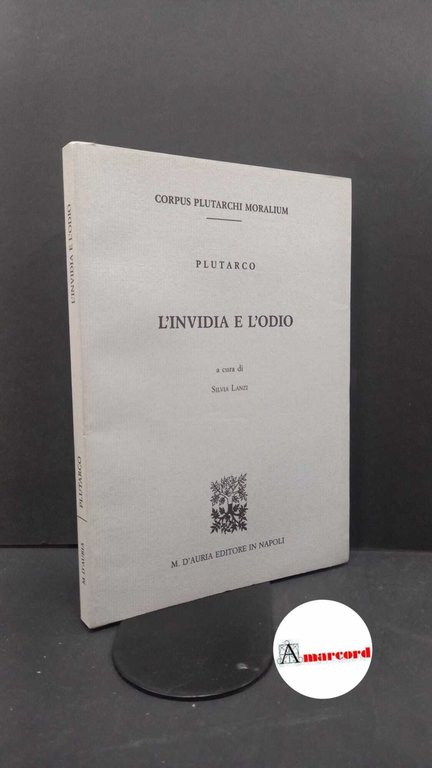 CORPUS PLUTARCHI MORALIUM
PLUTARCO
L'INVIDIA E L'ODIO
a cura di
SILVIA LANZI
M. D'AURIA EDITORE IN NAPOLI
L'INVIDIA E L'ODIO
PLUTARCO
M. D'AURIA
Amarcord